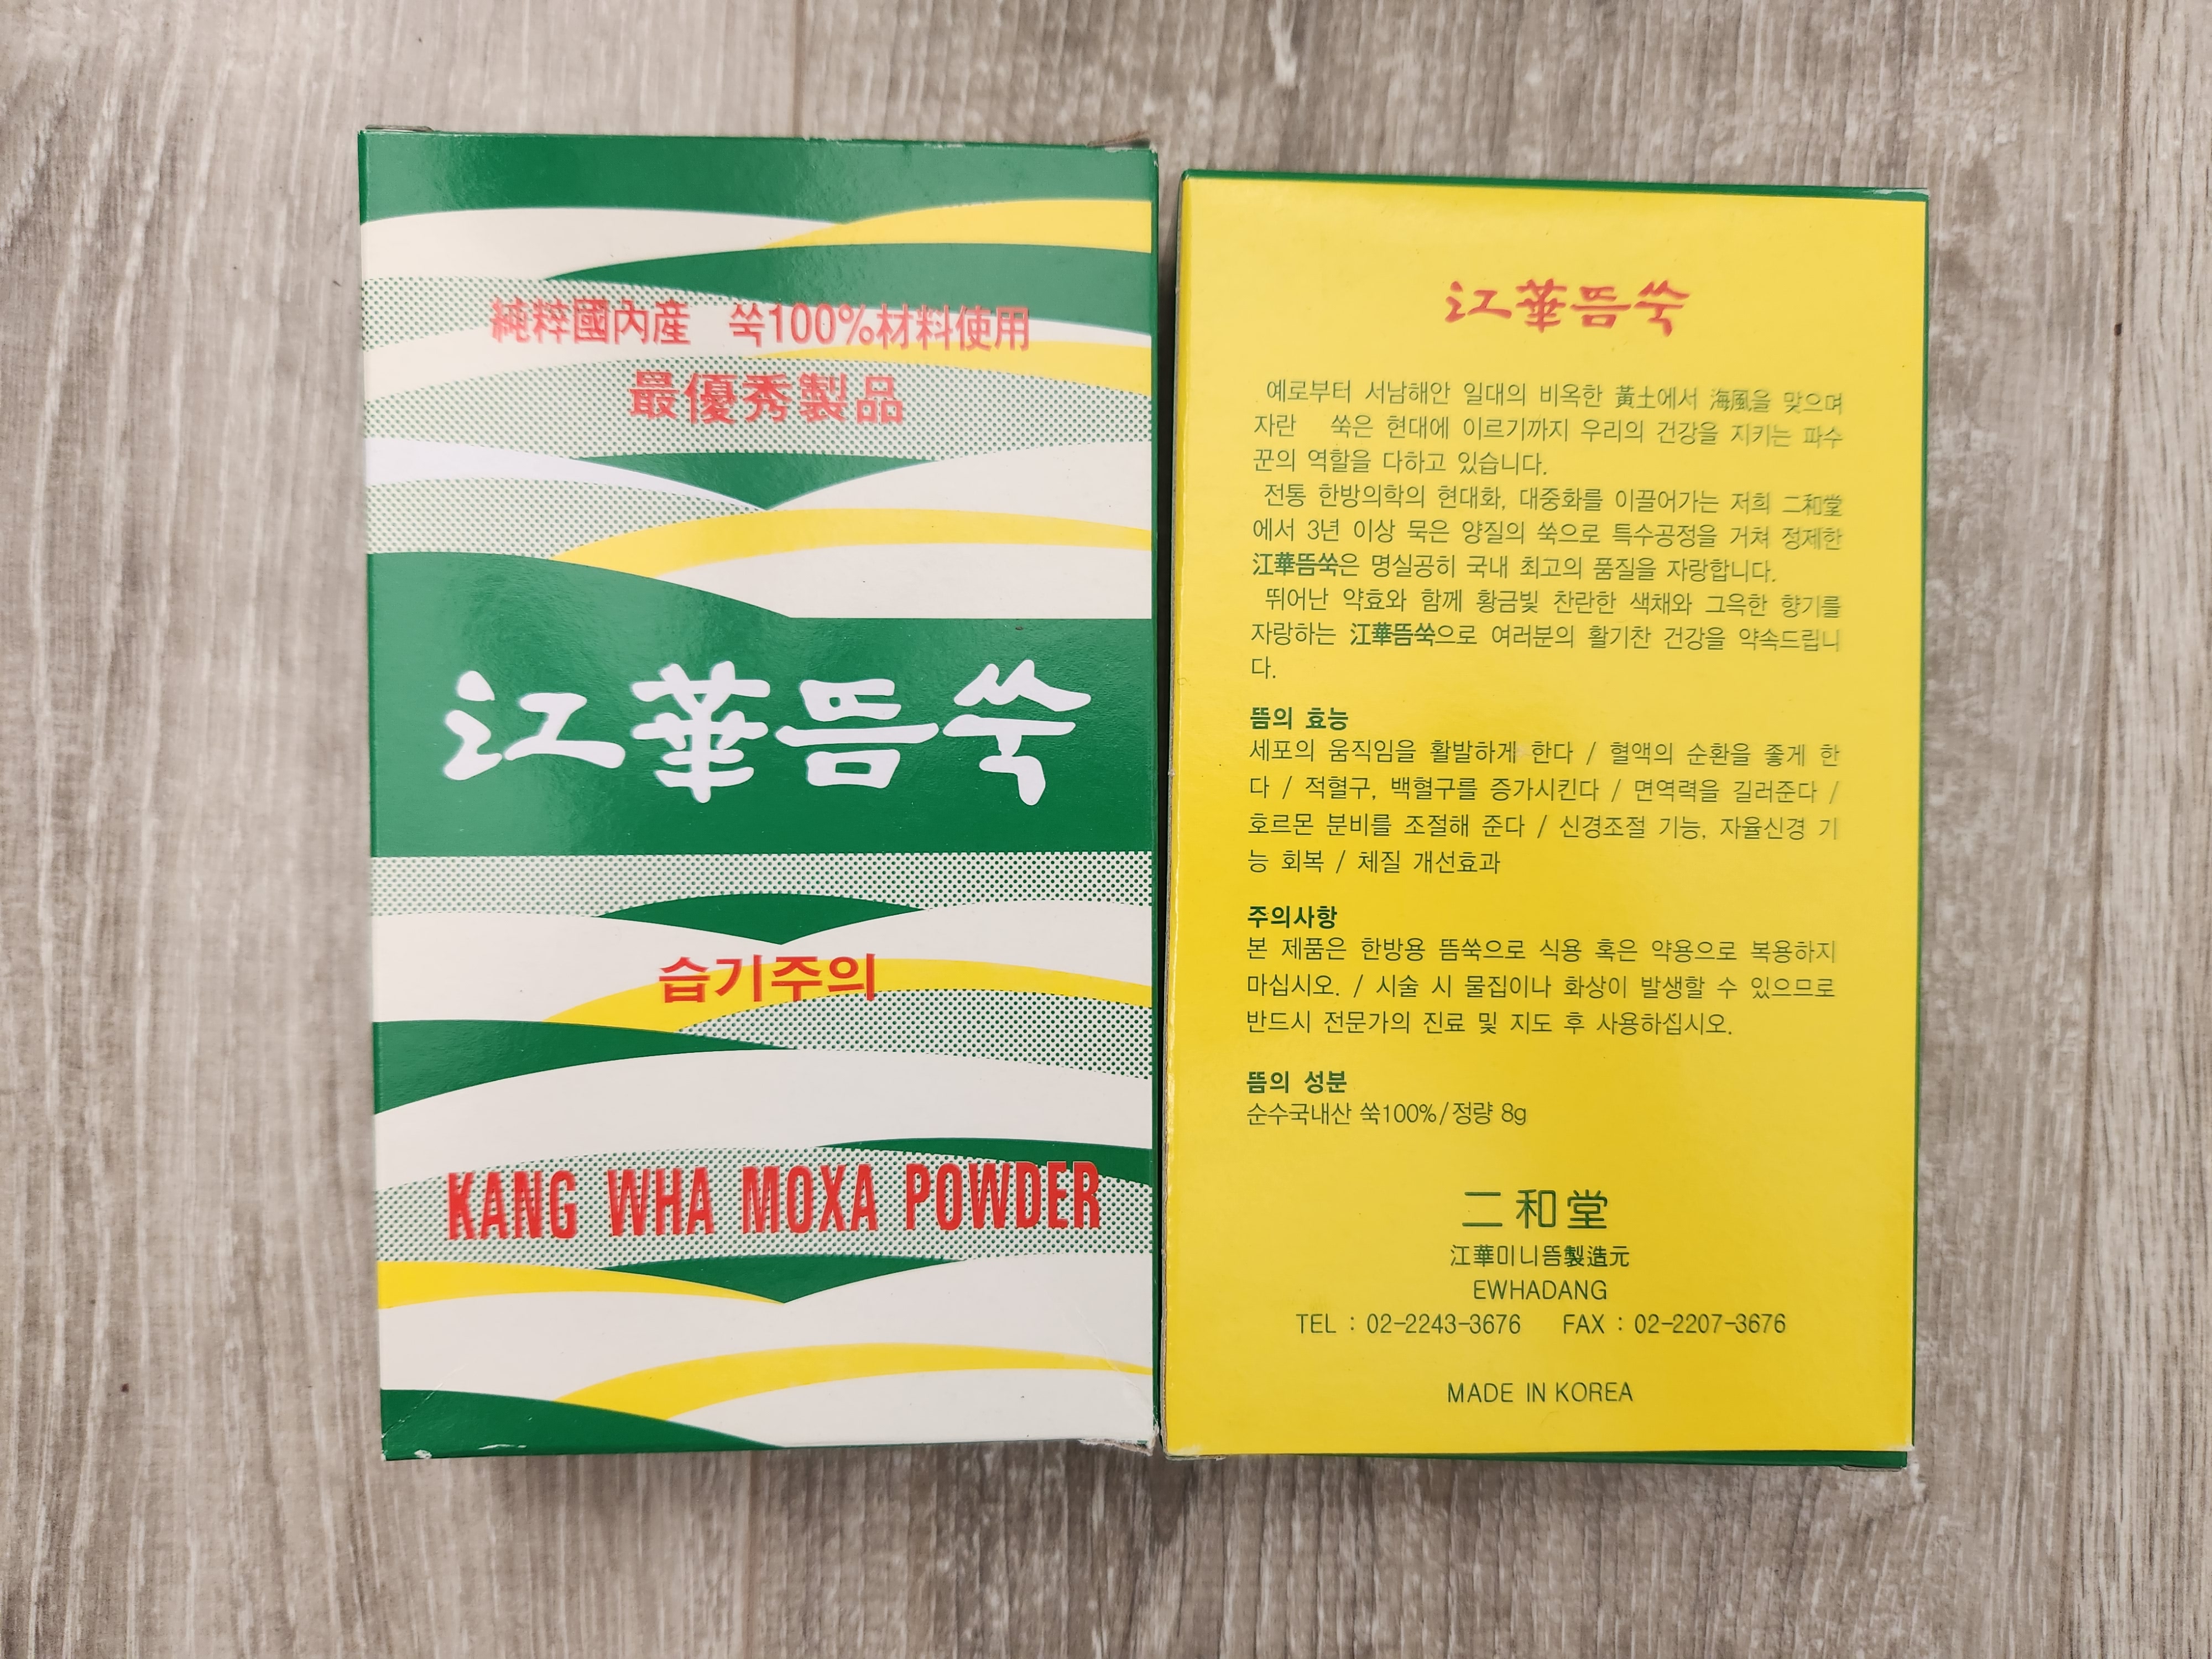 純粹國內産 쑥100%材料使用
最優秀製品
江華뜸쑥
습기주의
KANG WHA MOXA POWDER
江華뜸쑥
예로부터 서남해안 일대의 비옥한 黃土에서 海風을 맞으며
자란 쑥은 현대에 이르기까지 우리의 건강을 지키는 파수
꾼의 역할을 다하고 있습니다.
전통 한방의학의 현대화, 대중화를 이끌어가는 저희 二和堂
에서 3년 이상 묵은 양질의 쑥으로 특수공정을 거쳐 정제한
江華뜸쑥은 명실공히 국내 최고의 품질을 자랑합니다.
뛰어난 약효와 함께 황금빛 찬란한 색채와 그윽한 향기를
자랑하는 江華뜸쑥으로 여러분의 활기찬 건강을 약속드립니
다.
뜸의 효능
세포의 움직임을 활발하게 한다 / 혈액의 순환을 좋게 한
다 / 적혈구, 백혈구를 증가시킨다 / 면역력을 길러준다 /
호르몬 분비를 조절해 준다 / 신경조절 기능, 자율신경 기
능 회복 / 체질 개선효과
주의사항
본 제품은 한방용 뜸쑥으로 식용 혹은 약용으로 복용하지
마십시오. / 시술 시 물집이나 화상이 발생할 수 있으므로
반드시 전문가의 진료 및 지도 후 사용하십시오.
뜸의 성분
순수국내산 쑥100%/정량 8g
二和堂
江華미니뜸製造元
EWHADANG
TEL : 02-2243-3676 FAX : 02-2207-3676
MADE IN KOREA